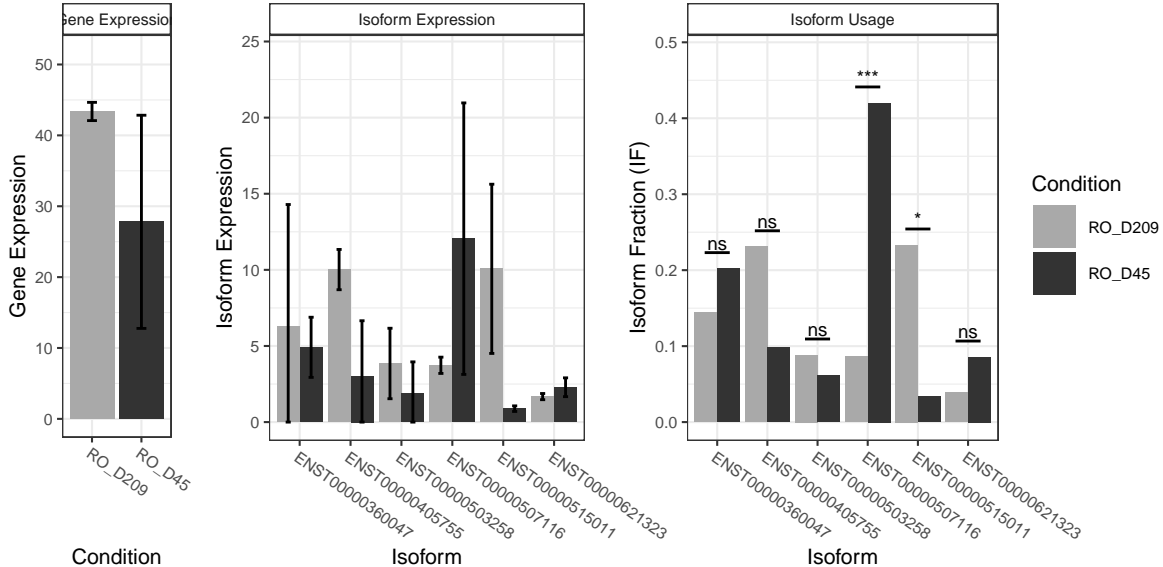 Gene Expression
Isoform Expression
Isoform Usage
Gene Expression
50
40
30
20
10
0
RO_D209
RO_D45
Condition
Isoform Expression
25
20
15
10
5
0
ENST00000360047
ENST00000405755
ENST00000503258
ENST00000507116
ENST00000515011
ENST00000621323
Isoform
Isoform Fraction (IF)
0.5
0.4
0.3
0.2
0.1
0.0
ns
ns
ns
***
*
ns
ENST00000360047
ENST00000405755
ENST00000503258
ENST00000507116
ENST00000515011
ENST00000621323
Isoform
Condition
RO_D209
RO_D45